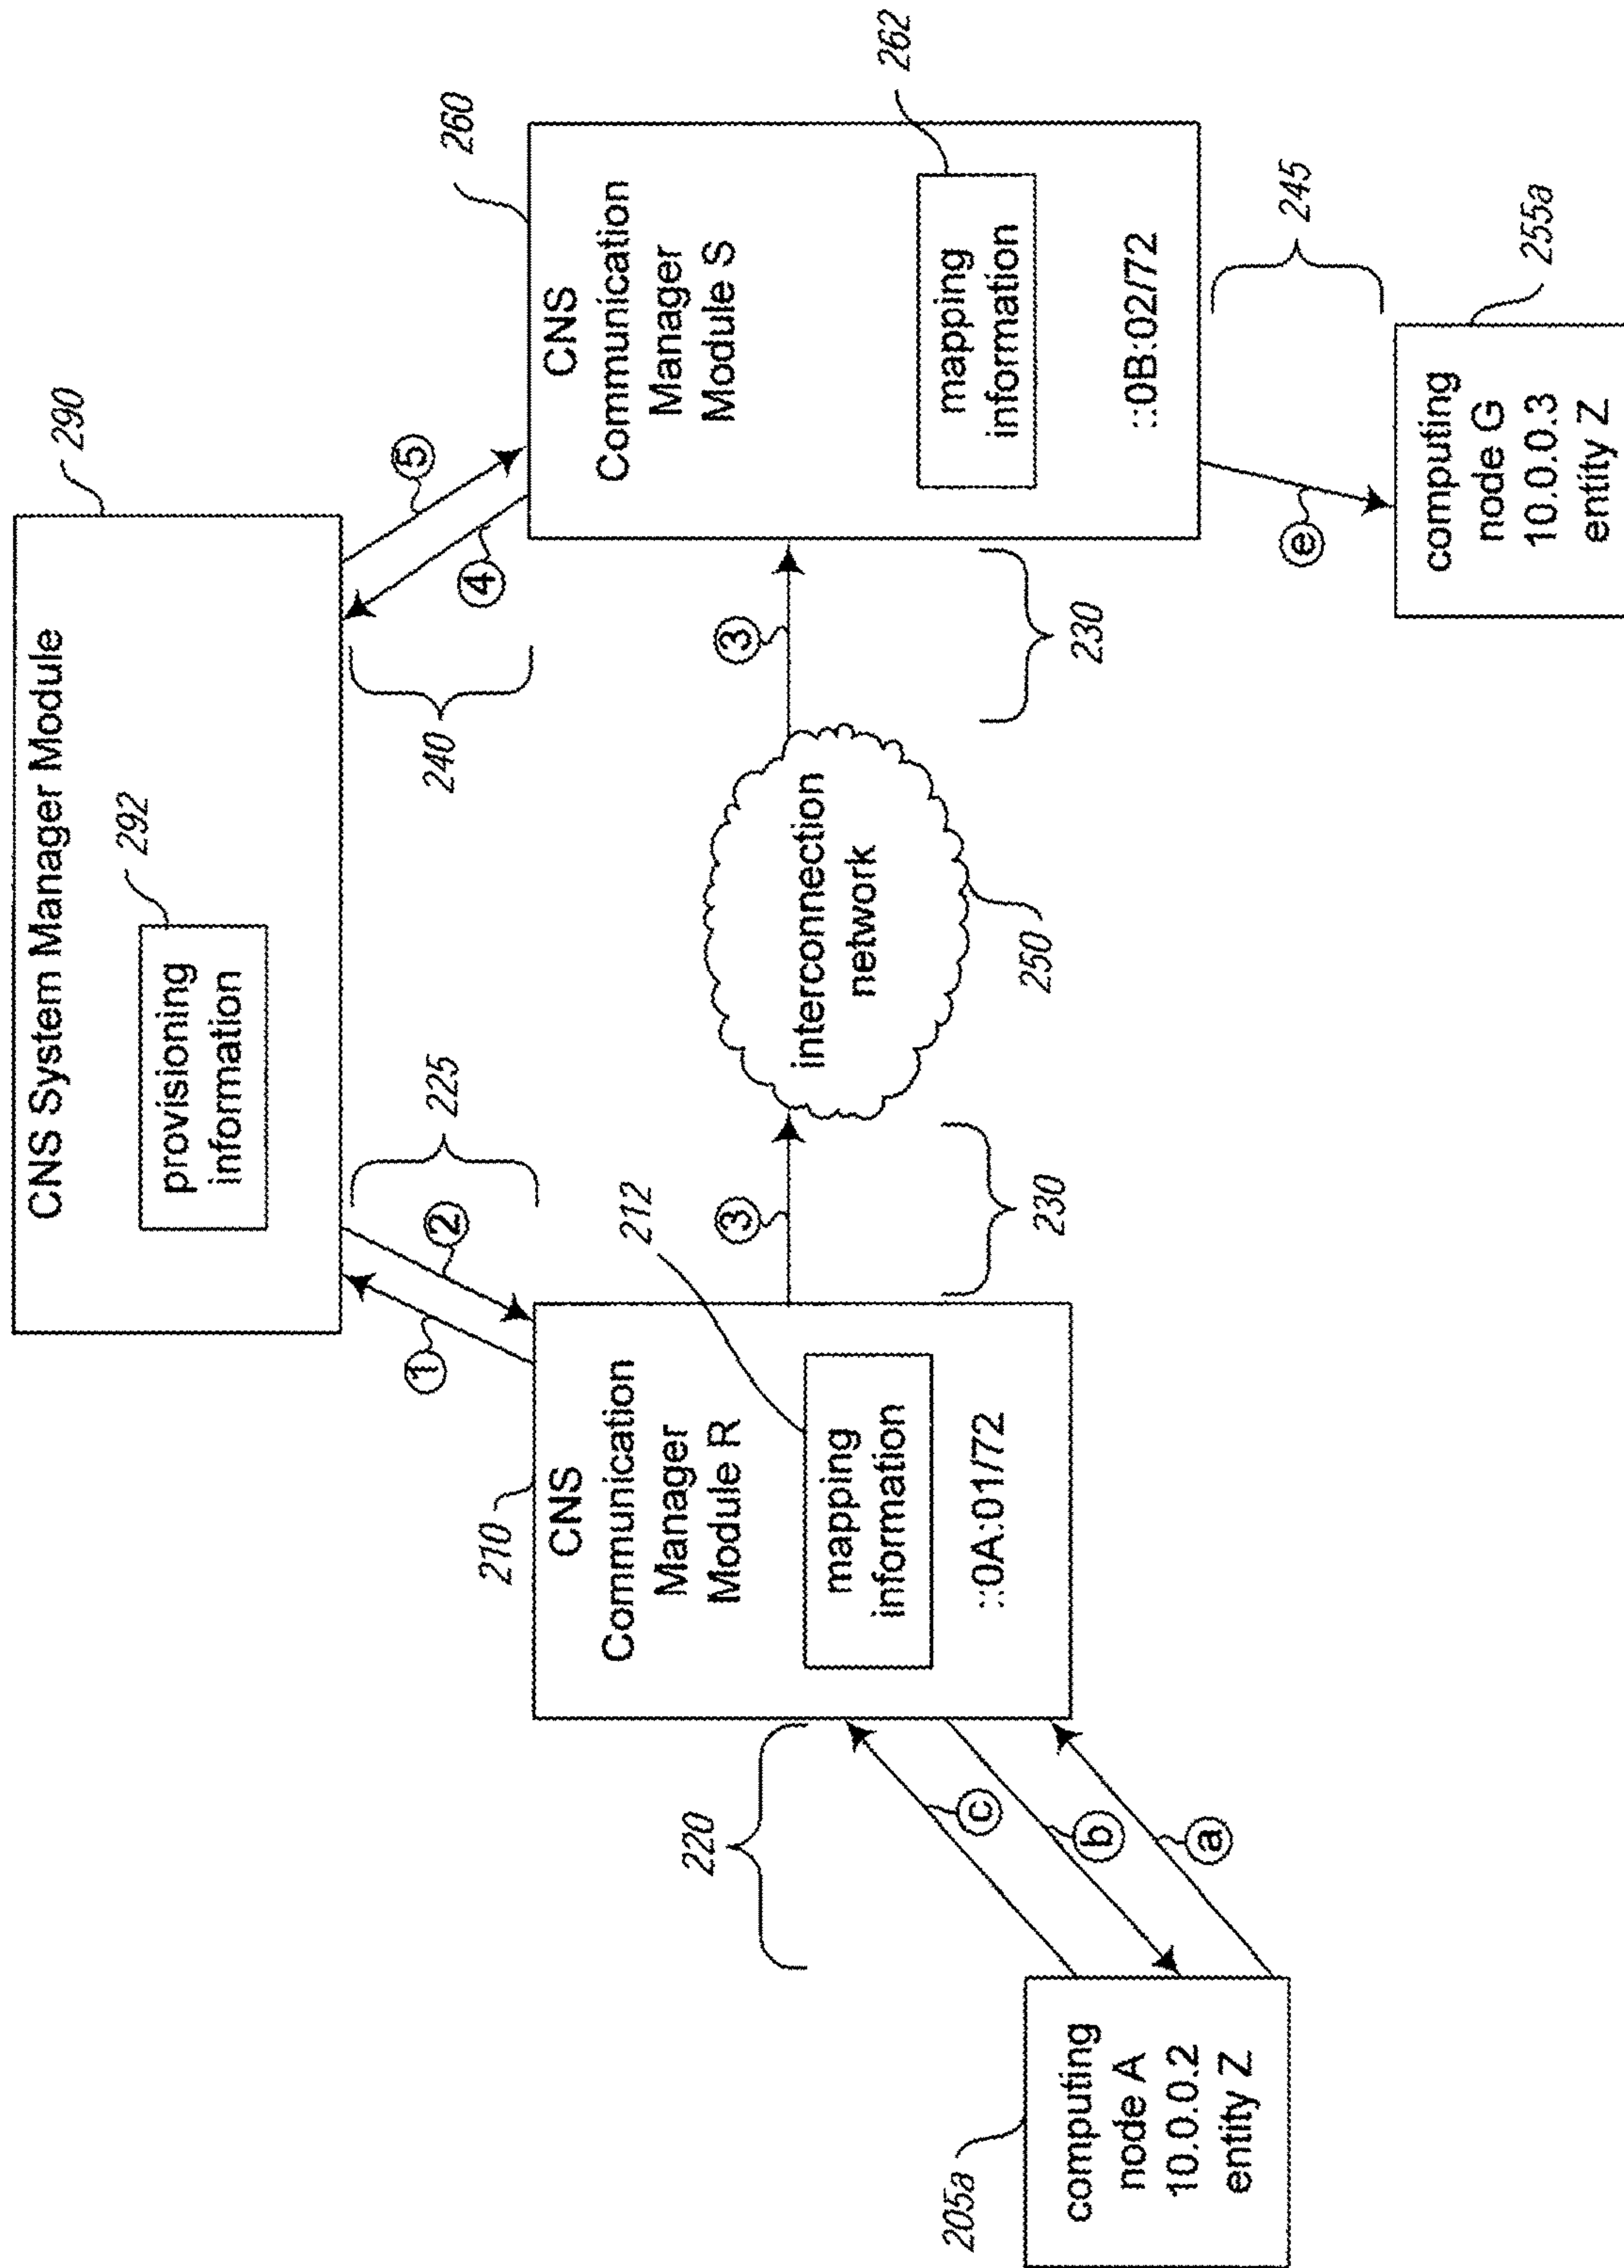 CNS System Manager Module
290
provisioning
information
292
225
240
1
2
4
5
210
CNS
Communication
Manager
Module R
mapping
information
212
::0A:01/72
260
CNS
Communication
Manager
Module S
mapping
information
262
::0B:02/72
3
3
interconnection
network
250
230
230
220
c
b
a
205a
computing
node A
10.0.0.2
entity Z
e
245
255a
computing
node G
10.0.0.3
entity Z